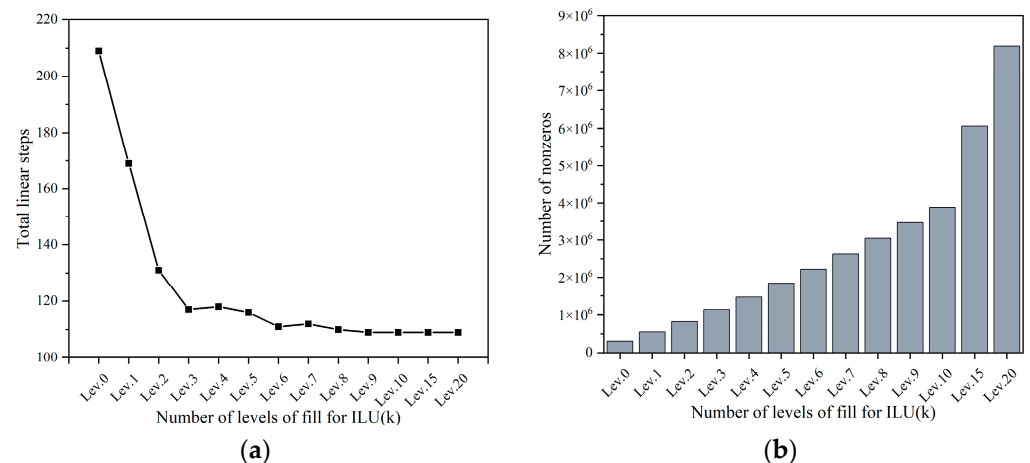 220
200
180
160
140
120
100
Total linear steps
Lev.0
Lev.1
Lev.2
Lev.3
Lev.4
Lev.5
Lev.6
Lev.7
Lev.8
Lev.9
Lev.10
Lev.15
Lev.20
Number of levels of fill for ILU(k)
(a)
9×10⁶
8×10⁶
7×10⁶
6×10⁶
5×10⁶
4×10⁶
3×10⁶
2×10⁶
1×10⁶
0
Number of nonzeros
Lev.0
Lev.1
Lev.2
Lev.3
Lev.4
Lev.5
Lev.6
Lev.7
Lev.8
Lev.9
Lev.10
Lev.15
Lev.20
Number of levels of fill for ILU(k)
(b)